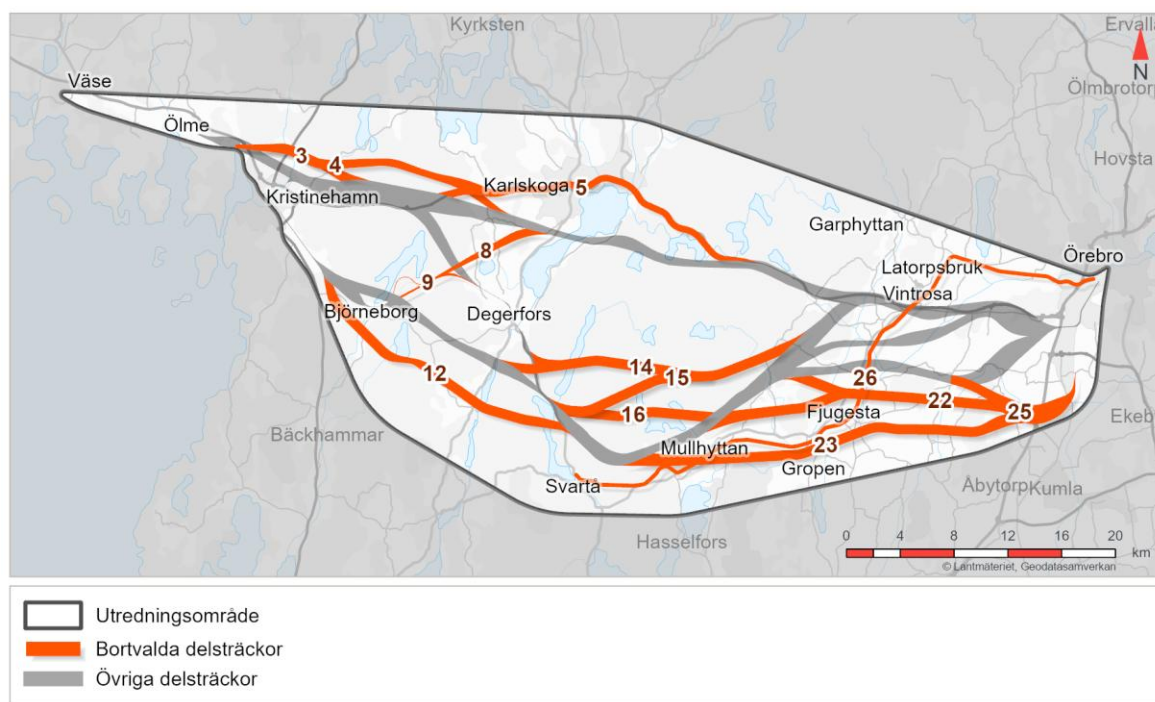 Kyrksten
Ervalla
N
Väse
Ölmbrotorp
Ölme
Hovsta
3
4
Karlskoga
5
Kristinehamn
Garphyttan
Örebro
8
Latorpsbruk
9
Vintrosa
Björneborg
Degerfors
12
14
15
26
16
Fjugesta
22
25
Ekeby
Bäckhammar
Mullhyttan
23
Gropen
Svartå
Åbytorp
Kumla
Hasselfors
0 4 8 12 16 20
km
© Lantmäteriet, Geodatasamverkan
Utredningsområde
Bortvalda delsträckor
Övriga delsträckor